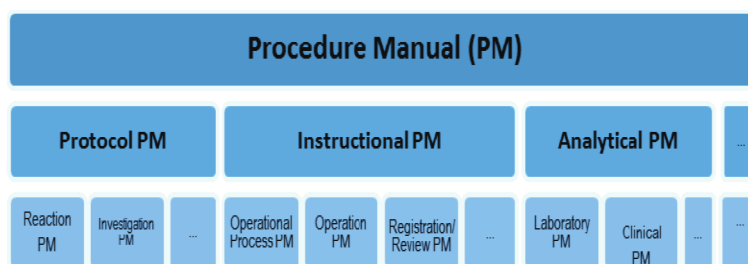 Procedure Manual (PM)
Protocol PM
Instructional PM
Analytical PM
...
Reaction
PM
Investigation
PM
...
Operational
Process PM
Operation
PM
Registration/
Review PM
...
Laboratory
PM
Clinical
PM
...
...